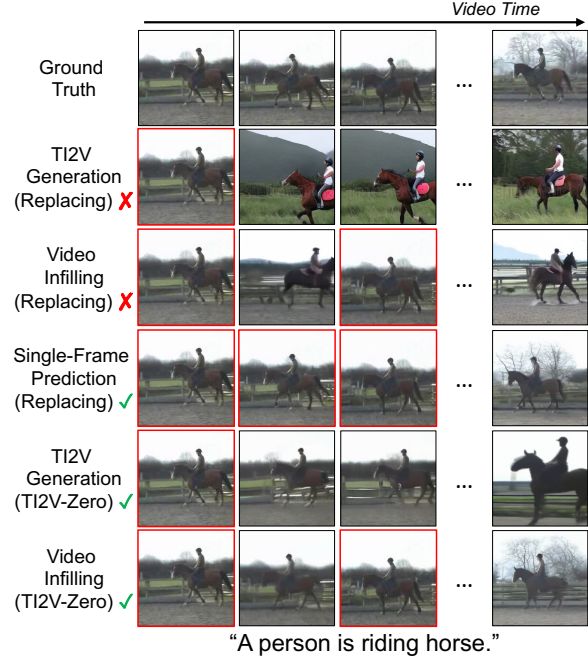 Video Time
Ground
Truth
...
TI2V
Generation
(Replacing) ✗
...
Video
Infilling
(Replacing) ✗
...
Single-Frame
Prediction
(Replacing) ✓
...
TI2V
Generation
(TI2V-Zero) ✓
...
Video
Infilling
(TI2V-Zero) ✓
...
“A person is riding horse.”